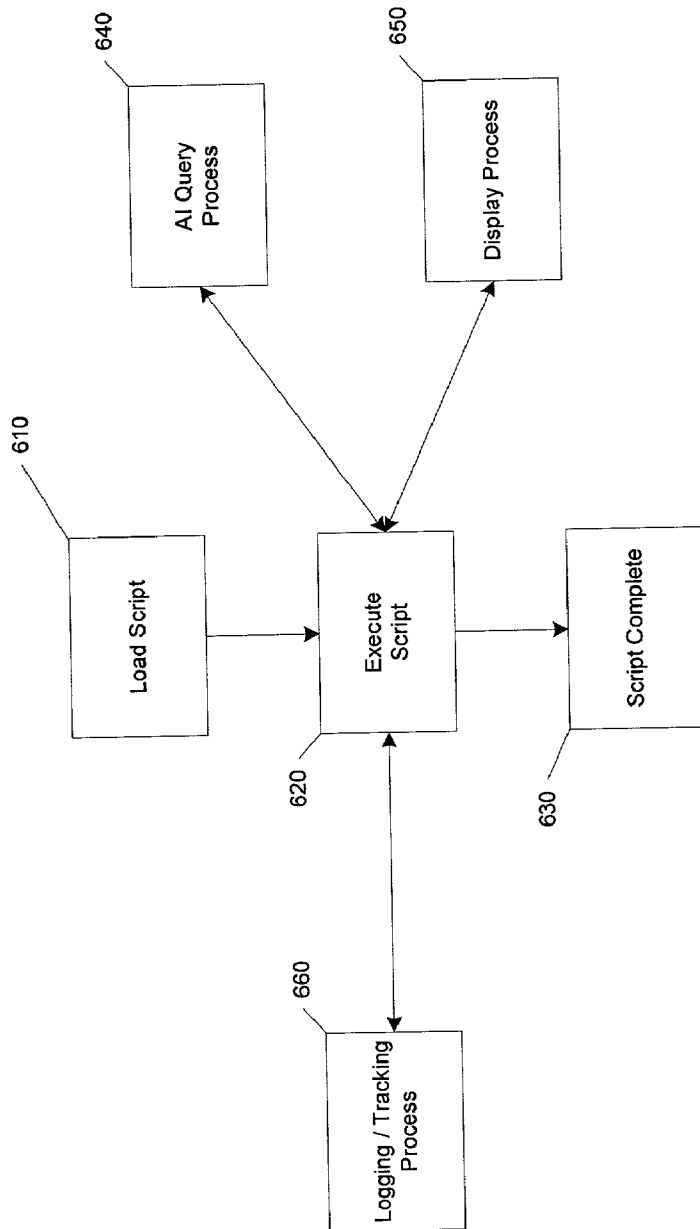 640
AI Query
Process
650
Display Process
610
Load Script
620
Execute
Script
630
Script Complete
660
Logging / Tracking
Process